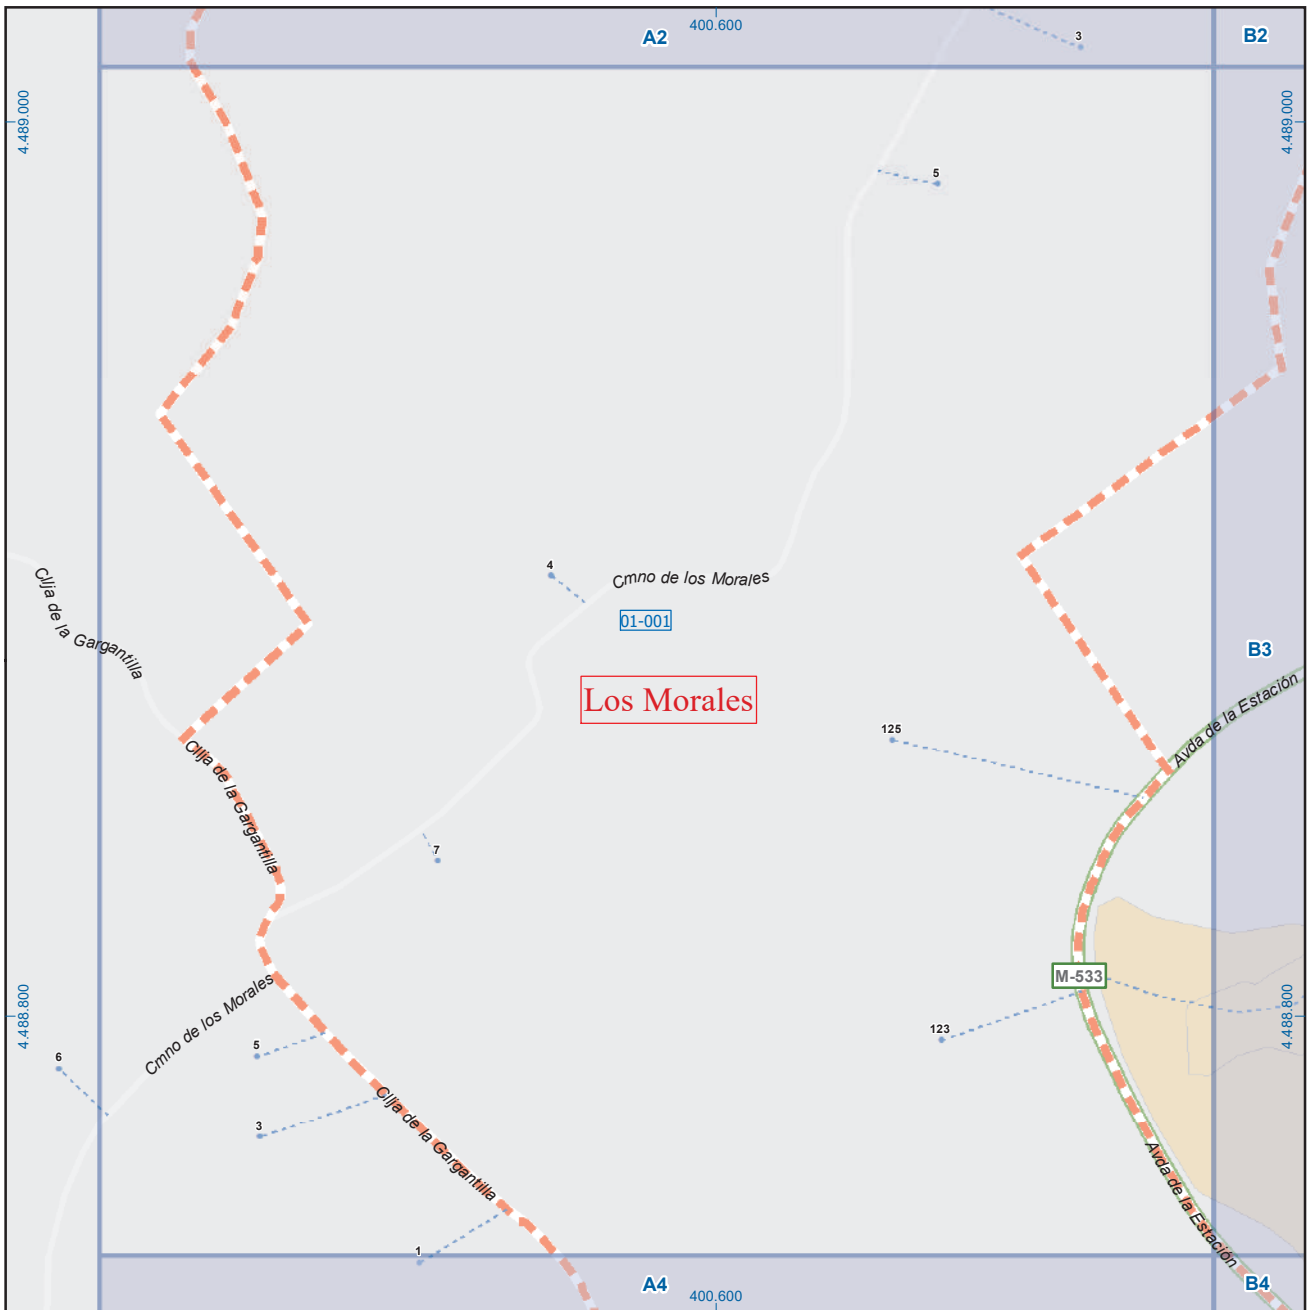 400.600
A2
B2
3
4.489.000
4.489.000
5
4
Cmno de los Morales
Cllja de la Gargantilla
01-001
B3
Los Morales
Avda de la Estación
125
Cllja de la Gargantilla
7
M-533
Cmno de los Morales
4.488.800
4.488.800
123
5
6
3
Cllja de la Gargantilla
Avda de la Estación
1
A4
B4
400.600